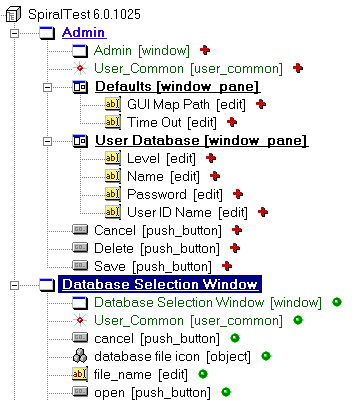 SpiralTest 6.0.1025
Admin
Admin [window]
User_Common [user_common]
Defaults [window_pane]
GUI Map Path [edit]
Time Out [edit]
User Database [window_pane]
Level [edit]
Name [edit]
Password [edit]
User ID Name [edit]
Cancel [push_button]
Delete [push_button]
Save [push_button]
Database Selection Window
Database Selection Window [window]
User_Common [user_common]
cancel [push_button]
database file icon [object]
file_name [edit]
open [push_button]